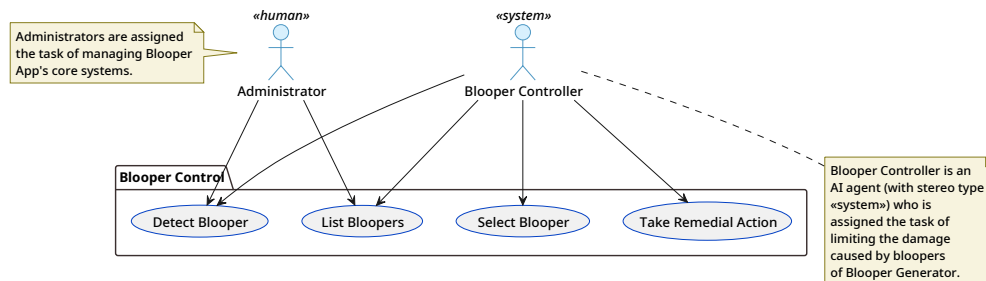 «human»
«system»
Administrators are assigned
the task of managing Blooper
App's core systems.
Administrator
Blooper Controller
Blooper Control
Detect Blooper
List Bloopers
Select Blooper
Take Remedial Action
Blooper Controller is an
AI agent (with stereo type
«system») who is
assigned the task of
limiting the damage
caused by bloopers
of Blooper Generator.